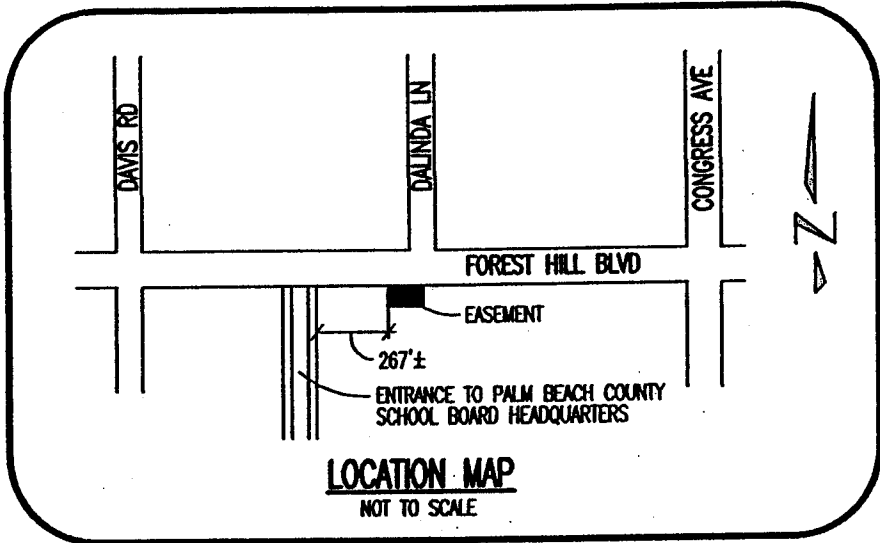 DAVIS RD
DALINDA LN
CONGRESS AVE
N
FOREST HILL BLVD
EASEMENT
267'±
ENTRANCE TO PALM BEACH COUNTY
SCHOOL BOARD HEADQUARTERS
LOCATION MAP
NOT TO SCALE